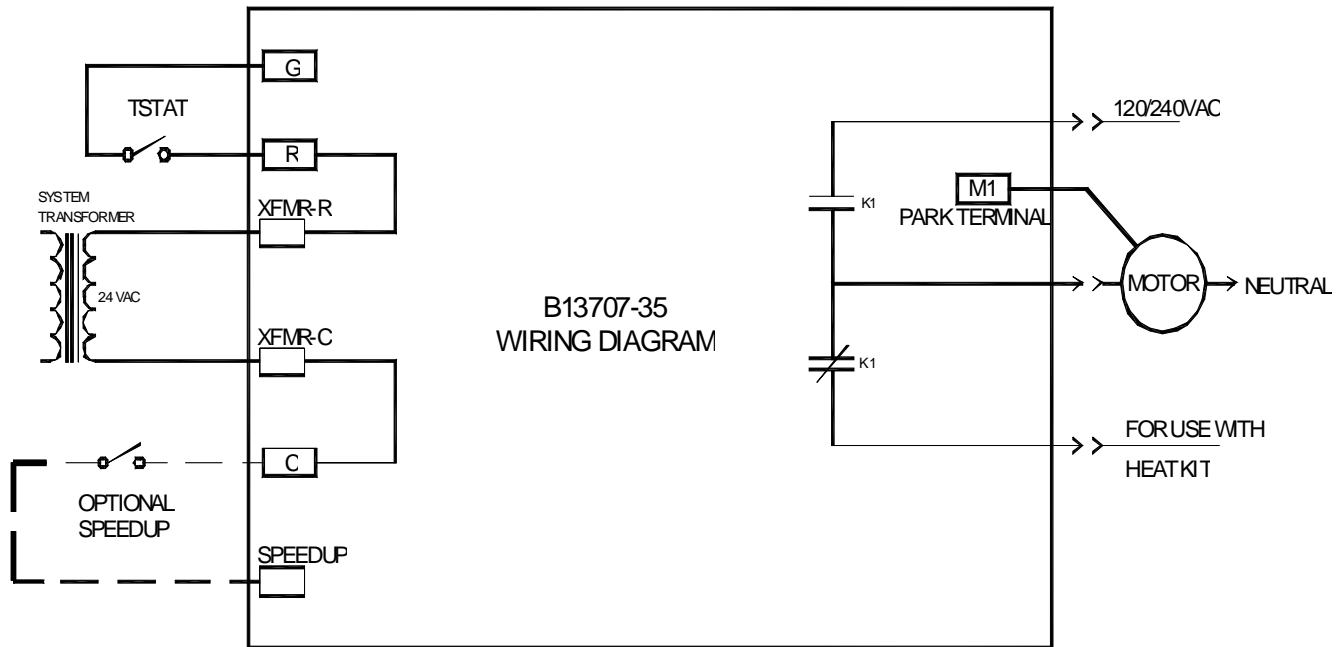 G
TSTAT
R
SYSTEM
TRANSFORMER
XFMR-R
24 VAC
XFMR-C
C
OPTIONAL
SPEEDUP
SPEEDUP
B13707-35
WIRING DIAGRAM
120/240VAC
K1
M1
PARK TERMINAL
MOTOR
NEUTRAL
K1
FOR USE WITH
HEAT KIT